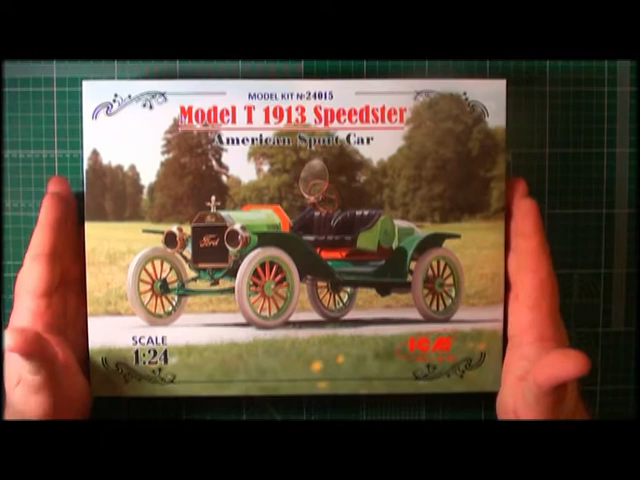 MODEL KIT №24015
Model T 1913 Speedster
American Sport Car
Ford
SCALE
1:24
ICM